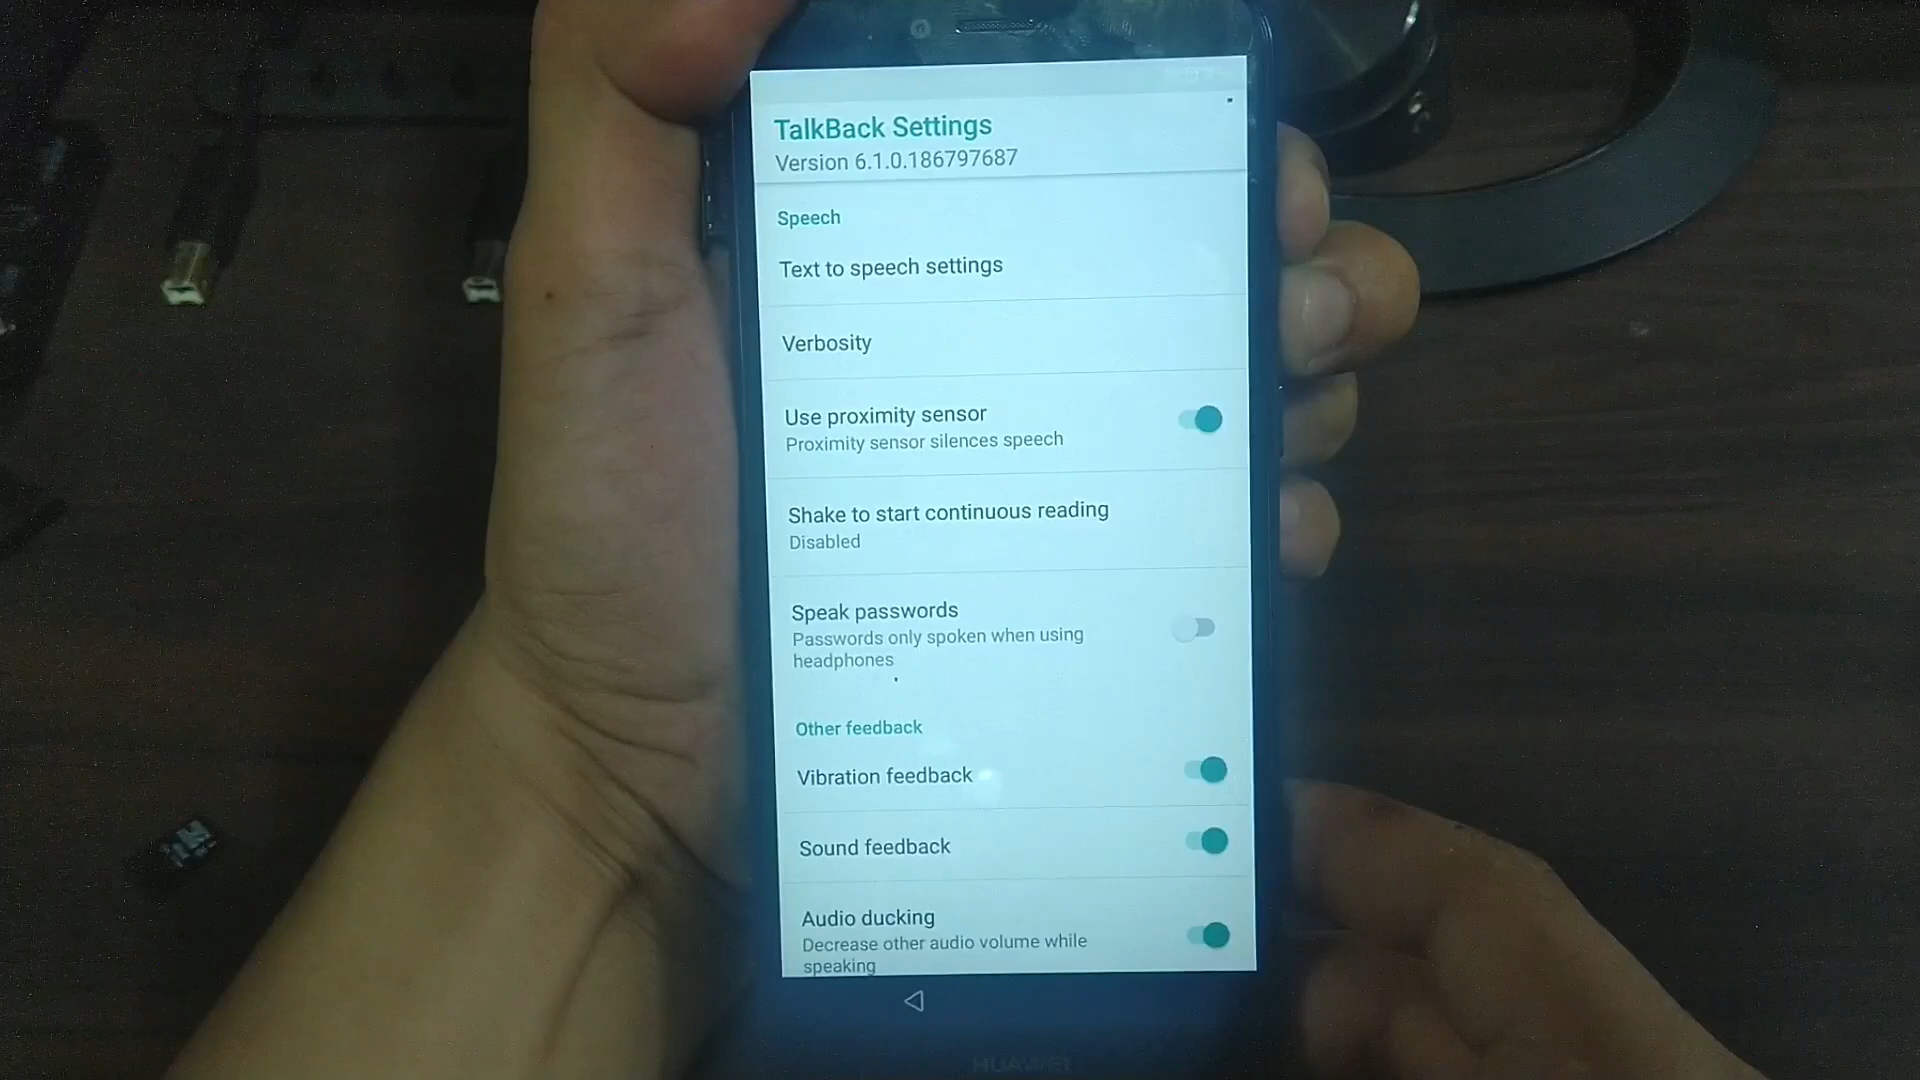 TalkBack Settings
Version 6.1.0.186797687
Speech
Text to speech settings
Verbosity
Use proximity sensor
Proximity sensor silences speech
Shake to start continuous reading
Disabled
Speak passwords
Passwords only spoken when using
headphones
Other feedback
Vibration feedback
Sound feedback
Audio ducking
Decrease other audio volume while
speaking
HUAWEI